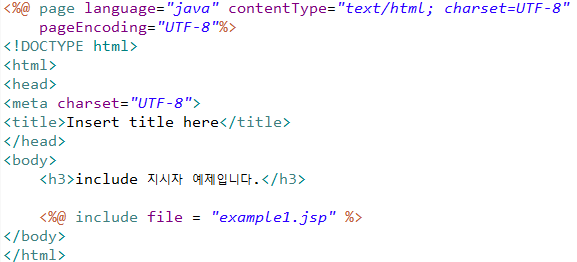 <%@ page language="java" contentType="text/html; charset=UTF-8"
    pageEncoding="UTF-8"%>
<!DOCTYPE html>
<html>
<head>
<meta charset="UTF-8">
<title>Insert title here</title>
</head>
<body>
    <h3>include 지시자 예제입니다.</h3>

    <%@ include file = "example1.jsp" %>
</body>
</html>